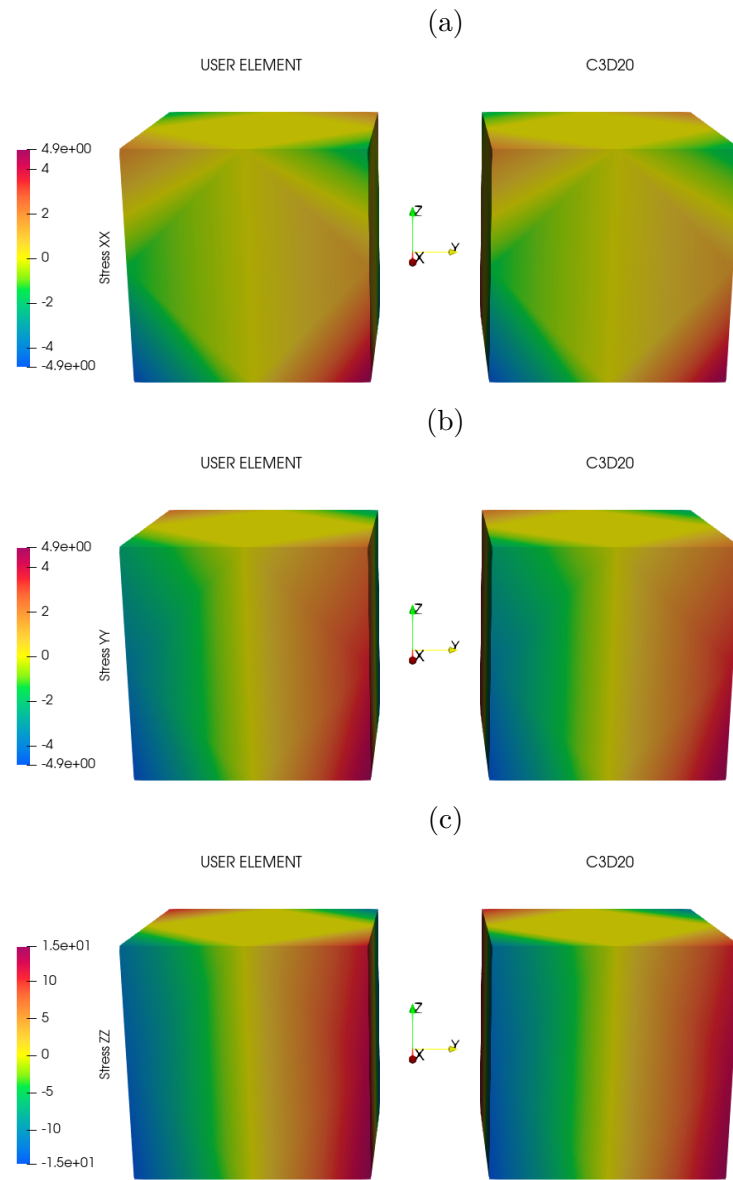 (a)
USER ELEMENT
C3D20
4.9e+00
4
2
0
-2
-4
-4.9e+00
Stress XX
Z
Y
X
(b)
USER ELEMENT
C3D20
4.9e+00
4
2
0
-2
-4
-4.9e+00
Stress YY
Z
Y
X
(c)
USER ELEMENT
C3D20
1.5e+01
10
5
0
-5
-10
-1.5e+01
Stress ZZ
Z
Y
X